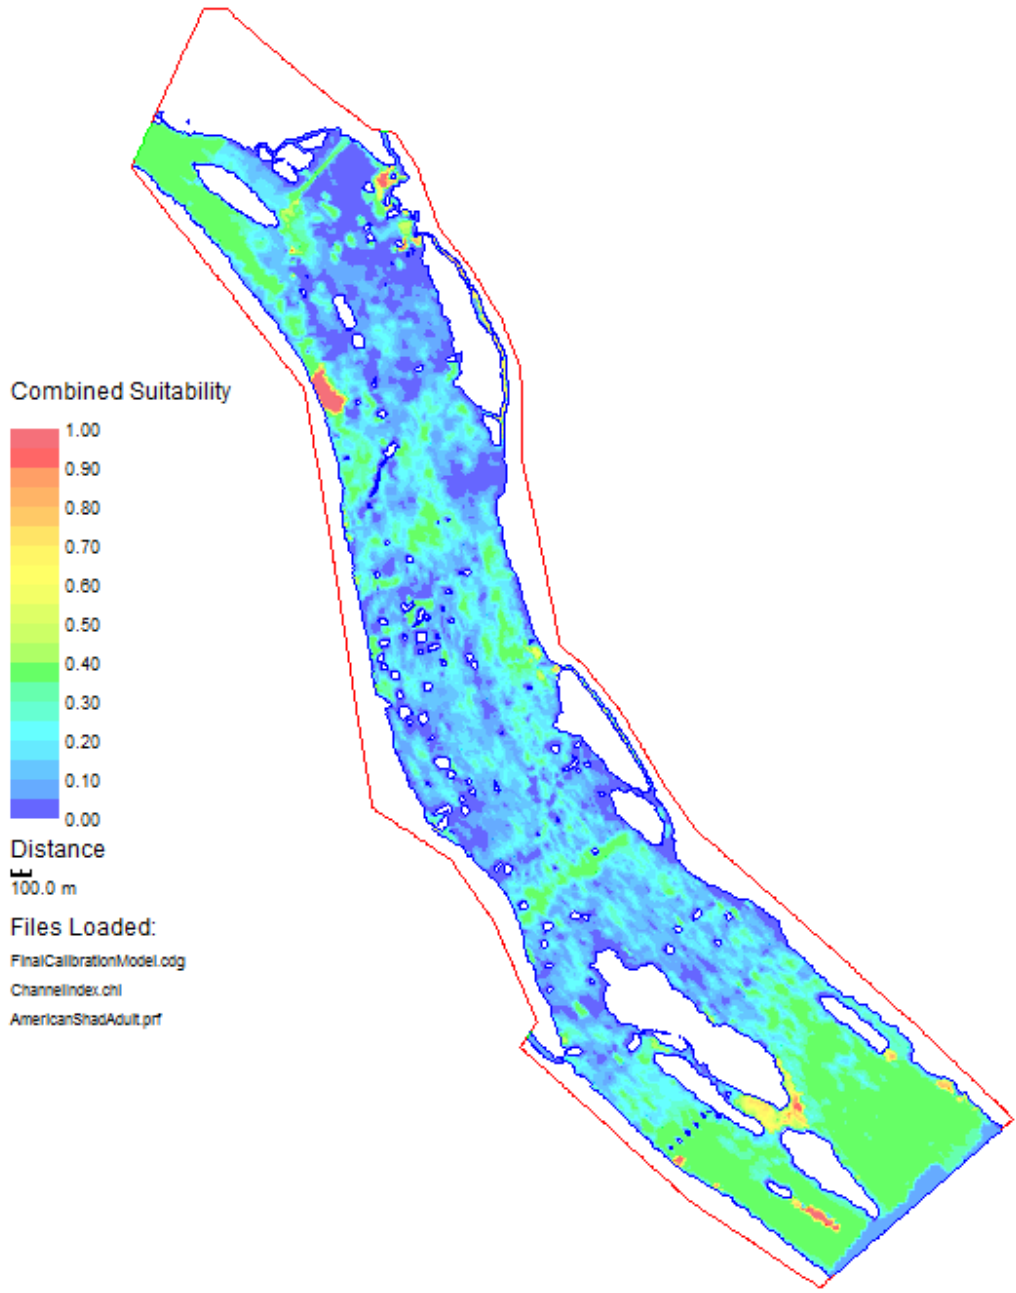 Combined Suitability
1.00
0.90
0.80
0.70
0.60
0.50
0.40
0.30
0.20
0.10
0.00
Distance
100.0 m
Files Loaded:
FinalCalibrationModel.cdg
ChannelIndex.chi
AmericanShadAdult.prf